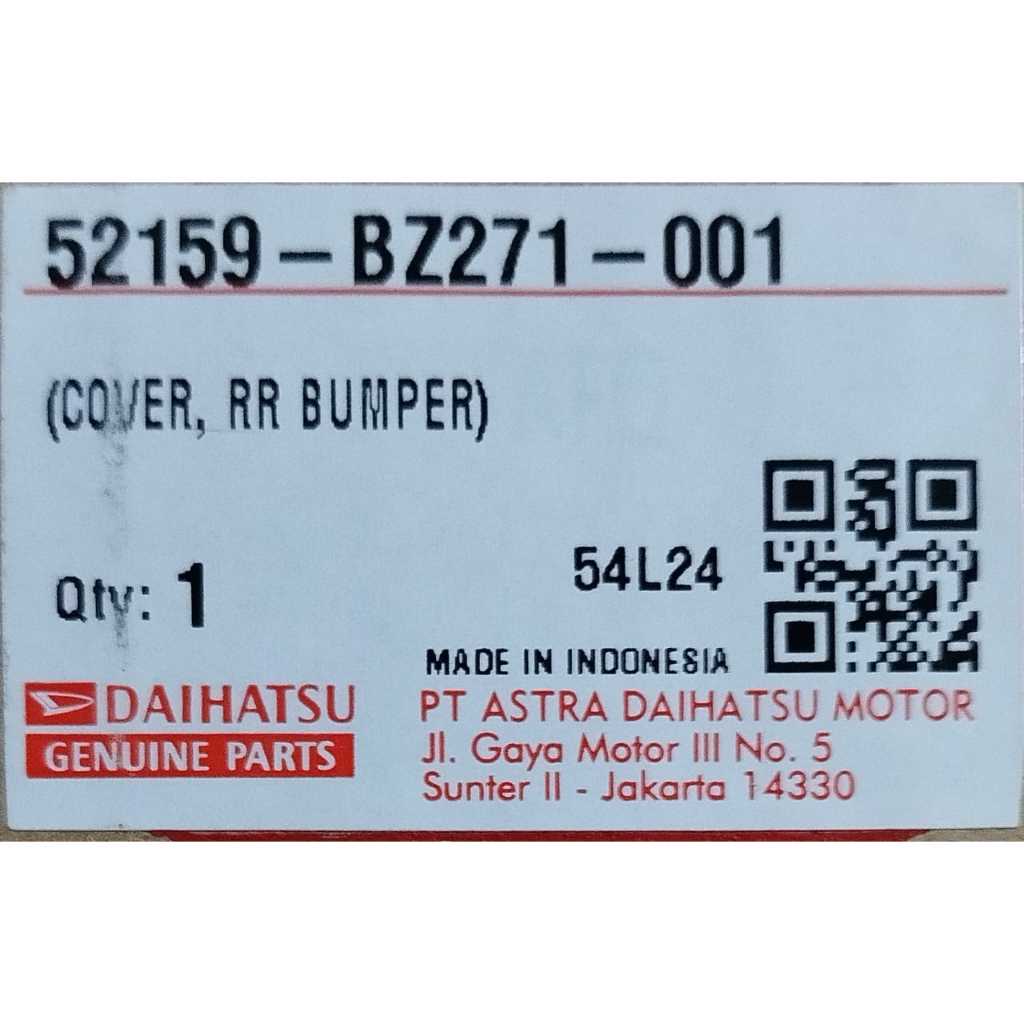 52159-BZ271-001
(COVER, RR BUMPER)
54L24
Qty: 1
MADE IN INDONESIA
DAIHATSU
GENUINE PARTS
PT ASTRA DAIHATSU MOTOR
Jl. Gaya Motor III No. 5
Sunter II - Jakarta 14330